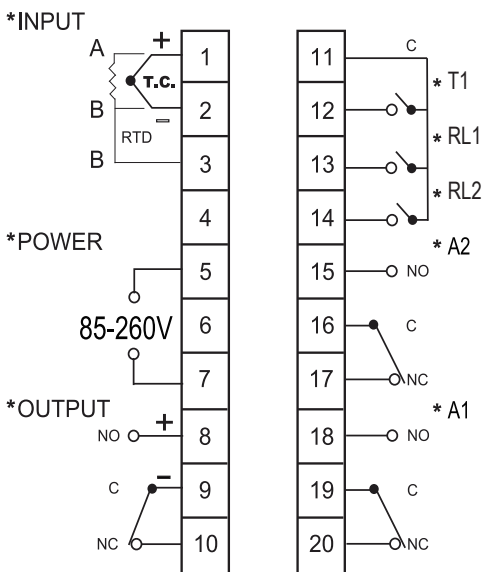 *INPUT
A + 1
T.C.
B − 2
RTD
B 3
4
*POWER
5
85-260V 6
7
*OUTPUT
NO + 8
C − 9
NC 10
11 C
* T1
12
* RL1
13
* RL2
14
* A2
15 NO
16 C
17 NC
* A1
18 NO
19 C
20 NC